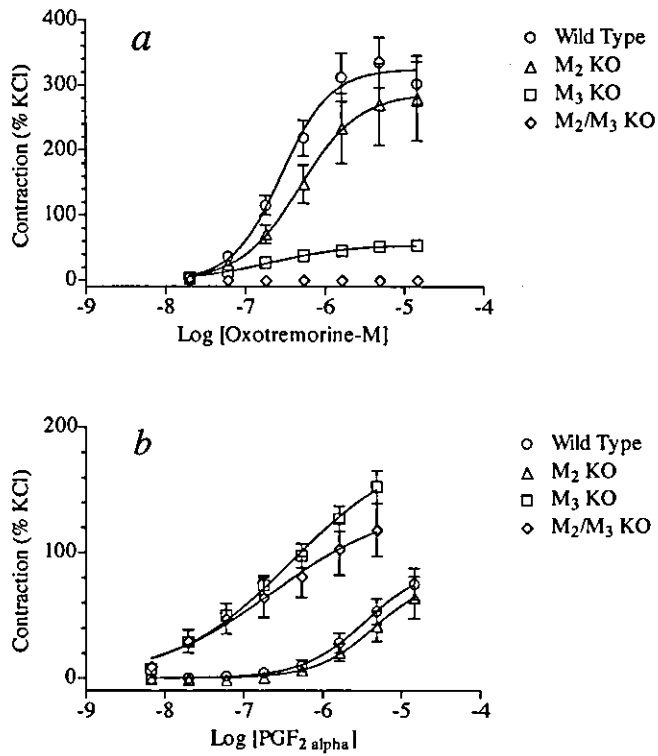 a
400
300
200
100
0
Contraction (% KCl)
-9 -8 -7 -6 -5 -4
Log [Oxotremorine-M]
Wild Type
M2 KO
M3 KO
M2/M3 KO
b
200
100
0
Contraction (% KCl)
-9 -8 -7 -6 -5 -4
Log [PGF2 alpha]
Wild Type
M2 KO
M3 KO
M2/M3 KO